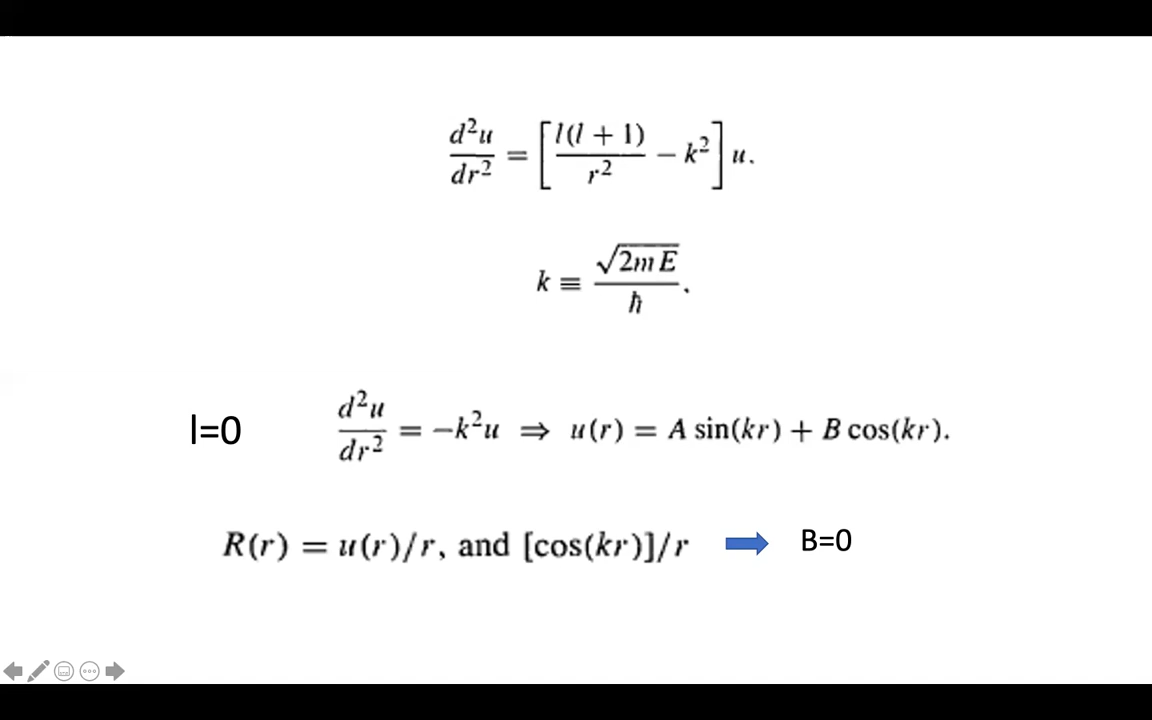 d²u/dr² = [l(l + 1)/r² − k²] u.
k ≡ √2mE/ħ.
l=0 d²u/dr² = −k²u ⇒ u(r) = A sin(kr) + B cos(kr).
R(r) = u(r)/r, and [cos(kr)]/r B=0